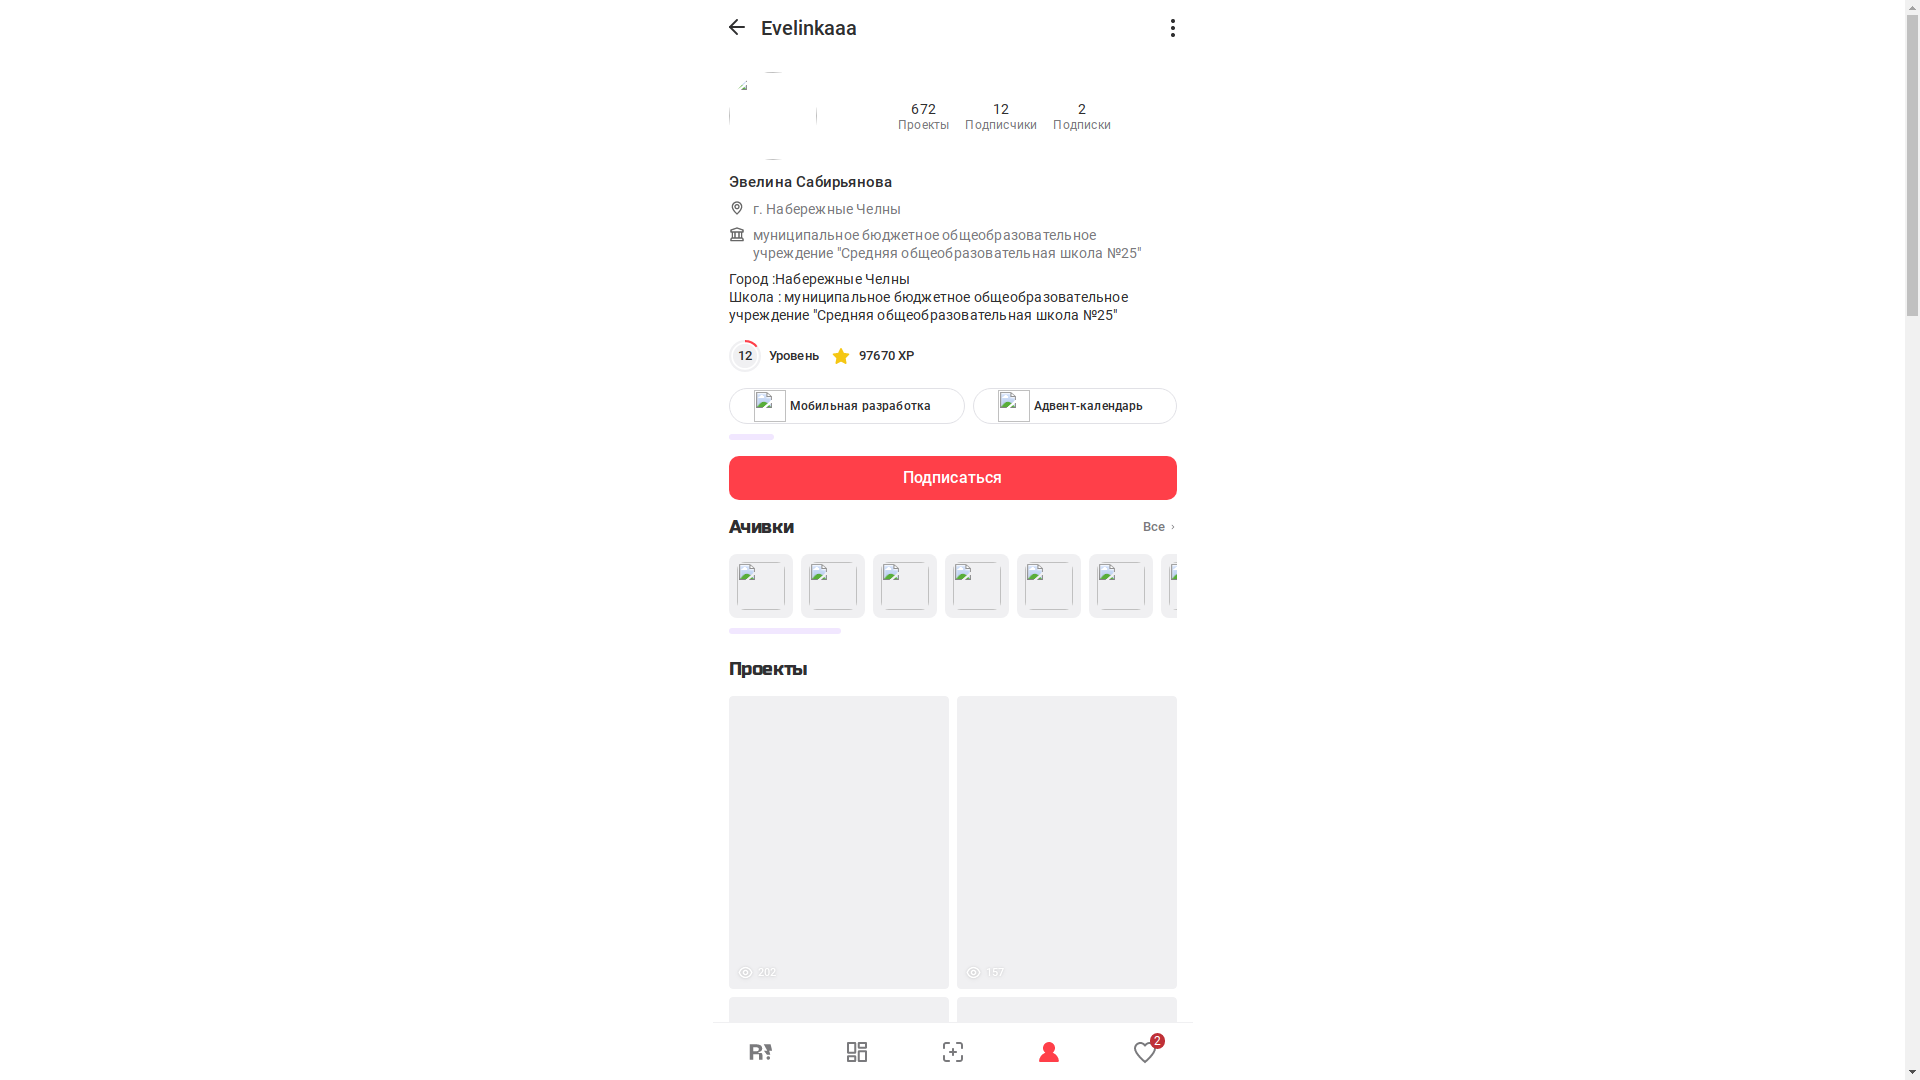 Evelinkaaa
672
Проекты
12
Подписчики
2
Подписки
Эвелина Сабирьянова
г. Набережные Челны
муниципальное бюджетное общеобразовательное
учреждение "Средняя общеобразовательная школа №25"
Город :Набережные Челны
Школа : муниципальное бюджетное общеобразовательное
учреждение "Средняя общеобразовательная школа №25"
12 Уровень 97670 XP
Мобильная разработка
Адвент-календарь
Подписаться
Ачивки
Все
Проекты
202
157
2